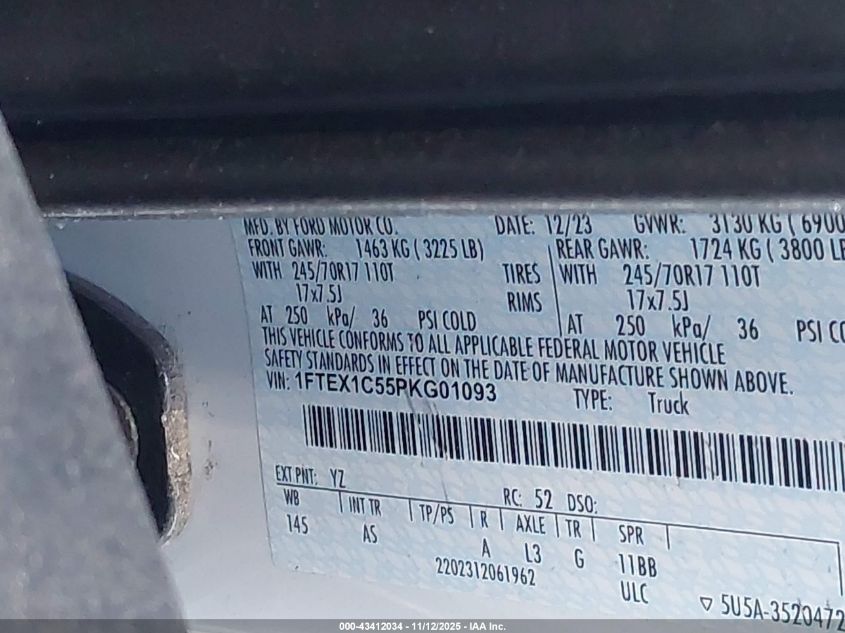 MFD. BY FORD MOTOR CO. DATE: 12/23 GVWR: 3130 KG ( 6900
FRONT GAWR: 1463 KG ( 3225 LB) REAR GAWR: 1724 KG ( 3800 LB
WITH 245/70R17 110T TIRES WITH 245/70R17 110T
17x7.5J RIMS 17x7.5J
AT 250 kPa/ 36 PSI COLD AT 250 kPa/ 36 PSI CO
THIS VEHICLE CONFORMS TO ALL APPLICABLE FEDERAL MOTOR VEHICLE
SAFETY STANDARDS IN EFFECT ON THE DATE OF MANUFACTURE SHOWN ABOVE.
VIN: 1FTEX1C55PKG01093 TYPE: Truck
EXT PNT: YZ RC: 52 DSO:
WB INT TR TP/PS R AXLE TR SPR
145 AS A L3 G 11BB
2202312061962 ULC
5U5A-3520472
000-43412034 - 11/12/2025 - IAA Inc.